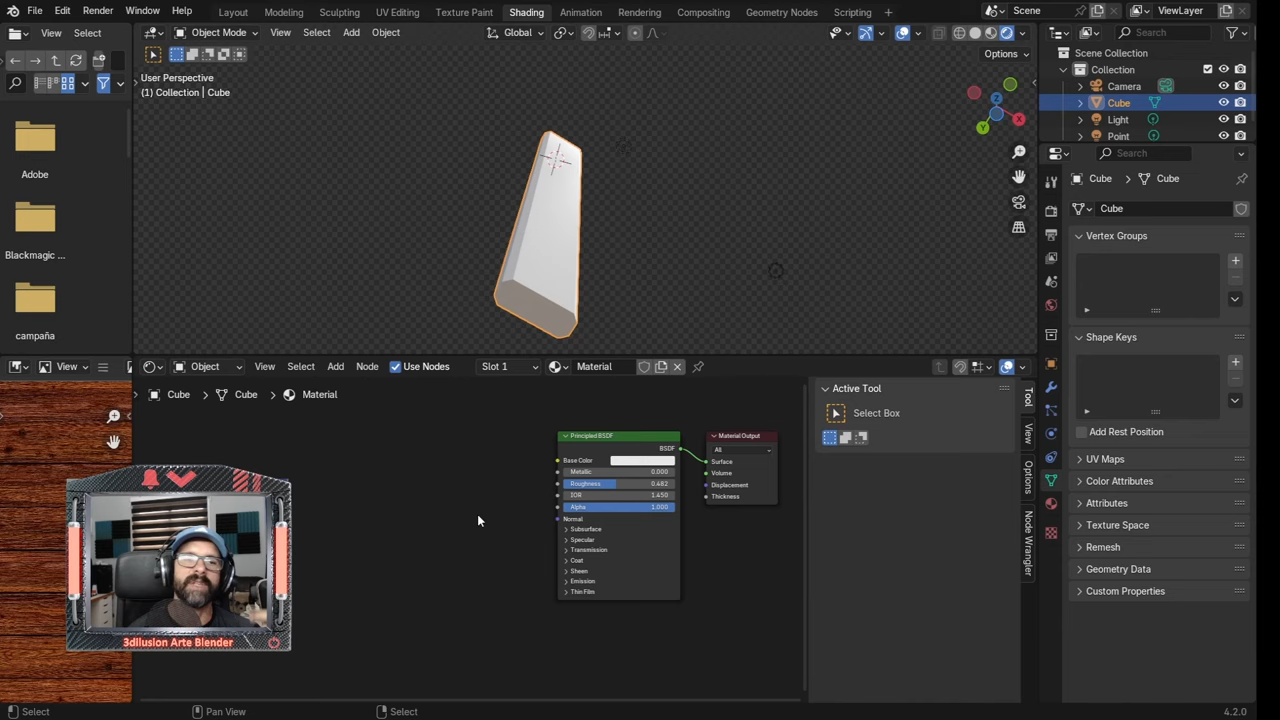 File Edit Render Window Help Layout Modeling Sculpting UV Editing Texture Paint Shading Animation Rendering Compositing Geometry Nodes Scripting + Scene ViewLayer
View Select Object Mode View Select Add Object Global Search
Options
User Perspective
(1) Collection | Cube
Scene Collection
Collection
Camera
Cube
Light
Point
Search
Adobe
Blackmagic ...
campaña
Z
X
Y
Cube Cube
Cube
Vertex Groups
Shape Keys
Add Rest Position
UV Maps
Color Attributes
Attributes
Texture Space
Remesh
Geometry Data
Custom Properties
View Object View Select Add Node Use Nodes Slot 1 Material
Cube Cube Material
Active Tool
Select Box
Tool
View
Options
Node Wrangler
Principled BSDF
BSDF
Base Color
Metallic 0.000
Roughness 0.482
IOR 1.450
Alpha 1.000
Normal
Subsurface
Specular
Transmission
Coat
Sheen
Emission
Thin Film
Material Output
All
Surface
Volume
Displacement
Thickness
3dilusion Arte Blender
Select Pan View Select 4.2.0